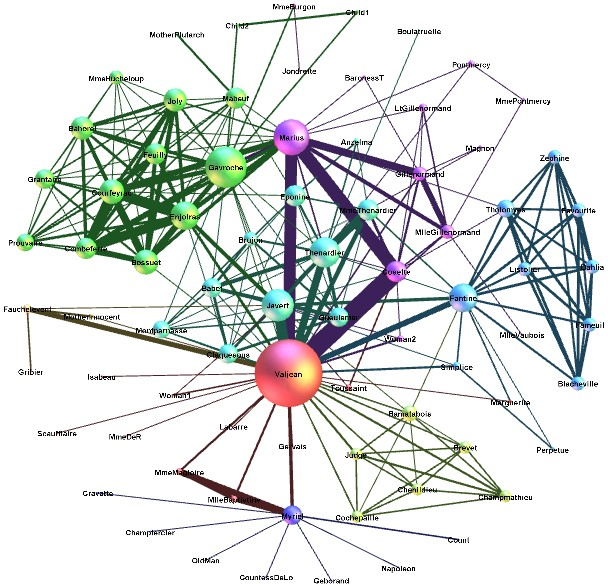 MmeBurgon
Child1
Child2
MotherPlutarch
Boulatruelle
Jondrette
Pontmercy
BaronessT
MmeHucheloup
Joly
Mabeuf
MmePontmercy
LtGillenormand
Bahorel
Marius
Anzelma
Magnon
Feuilly
Zephine
Gavroche
Gillenormand
Grantaire
Courfeyrac
Eponine
MmeThenardier
Tholomyes
Favourite
Enjolras
MlleGillenormand
Prouvaire
Combeferre
Brujon
Thenardier
Bossuet
Cosette
Listolier
Dahlia
Babet
Fantine
Fauchelevent
MotherInnocent
Javert
Gueulemer
Montparnasse
Fameuil
Woman2
MlleVaubois
Claquesous
Gribier
Isabeau
Valjean
Simplice
Blacheville
Toussaint
Woman1
Marguerite
Bamatabois
Scaufflaire
MmeDeR
Labarre
Gervais
Brevet
Perpetue
Judge
MmeMagloire
Chenildieu
Champmathieu
Cravatte
MlleBaptistine
Myriel
Cochepaille
Champtercier
Count
OldMan
Napoleon
CountessDeLo
Geborand